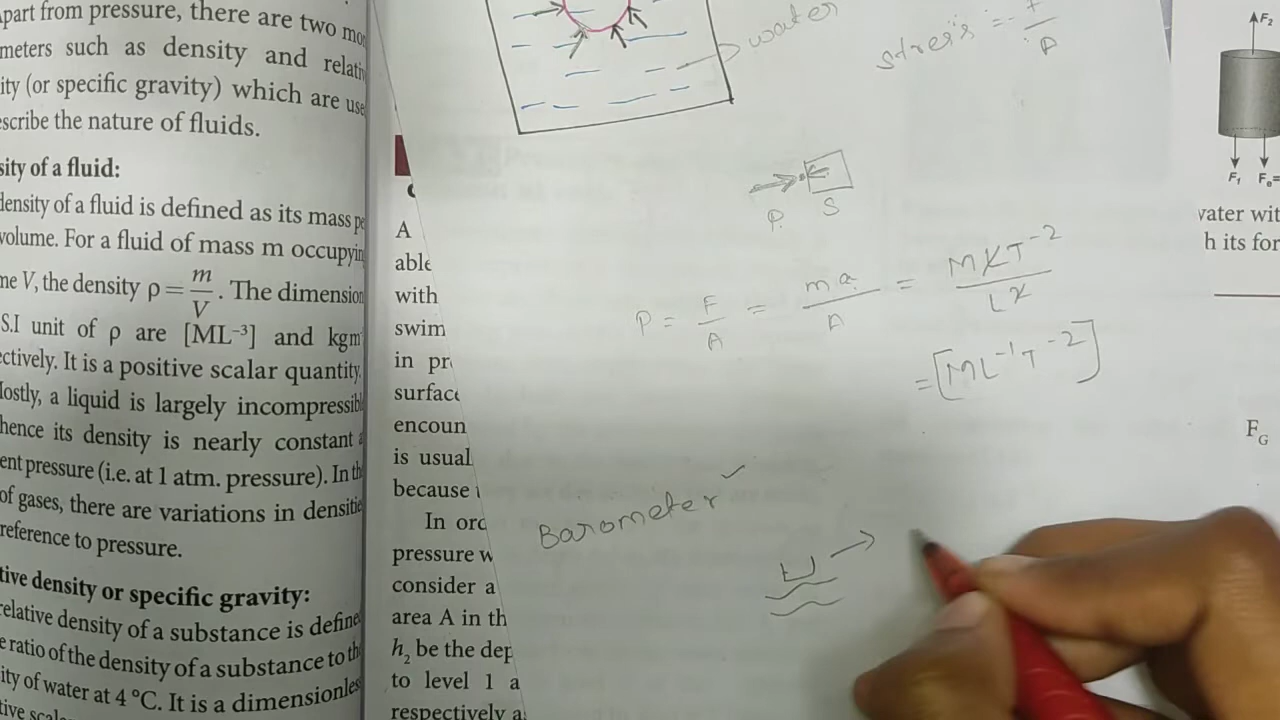 part from pressure, there are two mo
meters such as density and relativ
ity (or specific gravity) which are use
escribe the nature of fluids.
sity of a fluid:
density of a fluid is defined as its mass pe
volume. For a fluid of mass m occupyin
me V, the density ρ = m/V. The dimension
S.I unit of ρ are [ML⁻³] and kgm
ectively. It is a positive scalar quantity.
Mostly, a liquid is largely incompressibl
hence its density is nearly constant a
ent pressure (i.e. at 1 atm. pressure). In th
of gases, there are variations in densitie
reference to pressure.
tive density or specific gravity:
relative density of a substance is define
e ratio of the density of a substance to th
ity of water at 4 °C. It is a dimensionles
A
able
with
swim
in pr
surface
encoun
is usual
because
In orc
pressure w
consider a
area A in th
h₂ be the dep
to level 1 a
respectively a
water
stress = F/A
P S
P = F/A = ma/A = MLT⁻²/L²
= [ML⁻¹T⁻²]
Barometer ✓
F₂
F₁ F₀=
vater wit
h its for
F_G